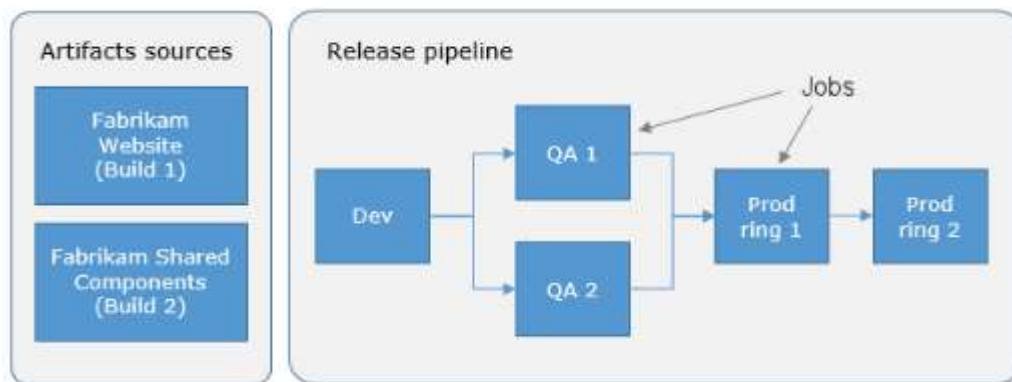 Artifacts sources
Fabrikam
Website
(Build 1)
Fabrikam Shared
Components
(Build 2)
Release pipeline
Jobs
Dev
QA 1
QA 2
Prod
ring 1
Prod
ring 2